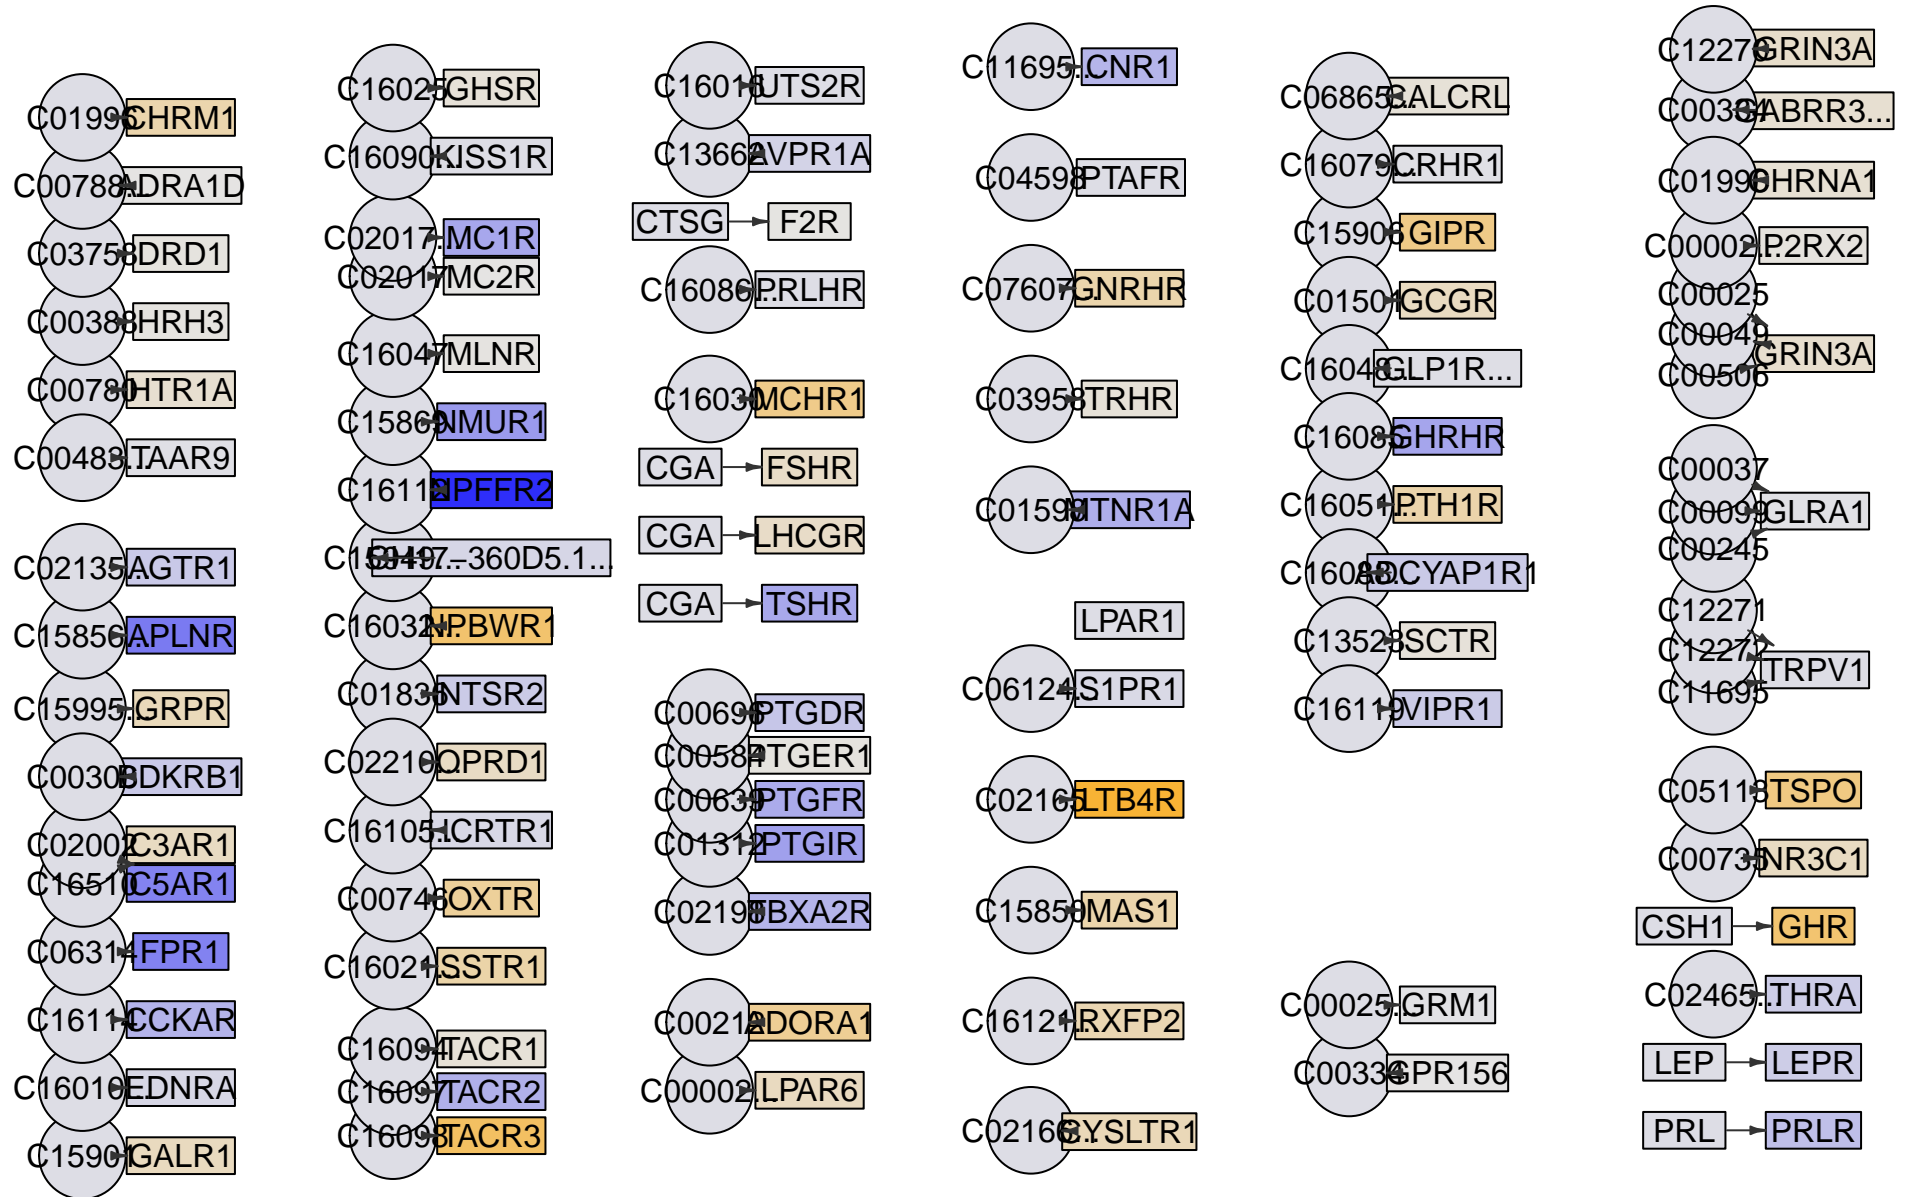 C01996 CHRM1
C00788... ADRA1D
C03758 DRD1
C00388 HRH3
C00780 HTR1A
C00483... TAAR9
C02135... AGTR1
C15856... APLNR
C15995... GRPR
C00306 BDKRB1
C02002 C3AR1
C16510 C5AR1
C06314 FPR1
C16114 CCKAR
C16010 EDNRA
C15901 GALR1
C16025 GHSR
C16090... KISS1R
C02017... MC1R
C02017 MC2R
C16047 MLNR
C15869 NMUR1
C16118 NPFFR2
C16032... NPBWR1
C01836 NTSR2
C02210... OPRD1
C16105... HCRTR1
C00746 OXTR
C16021... SSTR1
C16094 TACR1
C16097 TACR2
C16098 TACR3
C16016 UTS2R
C13662 AVPR1A
CTSG F2R
C16086... PRLHR
C16030 MCHR1
CGA FSHR
CGA LHCGR
CGA TSHR
C00696 PTGDR
C00584 PTGER1
C00639 PTGFR
C01312 PTGIR
C02198 TBXA2R
C00212 ADORA1
C00002... LPAR6
C11695... CNR1
C04598 PTAFR
C07607... GNRHR
C03958 TRHR
C01598 MTNR1A
LPAR1
C06124... S1PR1
C02165 LTB4R
C15850 MAS1
C16121... RXFP2
C02166... CYSLTR1
C06865... CALCRL
C16079... CRHR1
C15906 GIPR
C01501 GCGR
C16048... GLP1R...
C16085 GHRHR
C16051... PTH1R
C16088... ADCYAP1R1
C13523 SCTR
C16119 VIPR1
C00025... GRM1
C00334 GPR156
C12270 GRIN3A
C00334 GABRR3...
C01996 CHRNA1
C00002... P2RX2
C00025
C00049
GRIN3A
C00506
C00037
C00099 GLRA1
C00245
C12271
C12272
TRPV1
C11695
C05113 TSPO
C00735 NR3C1
CSH1 GHR
C02465... THRA
LEP LEPR
PRL PRLR